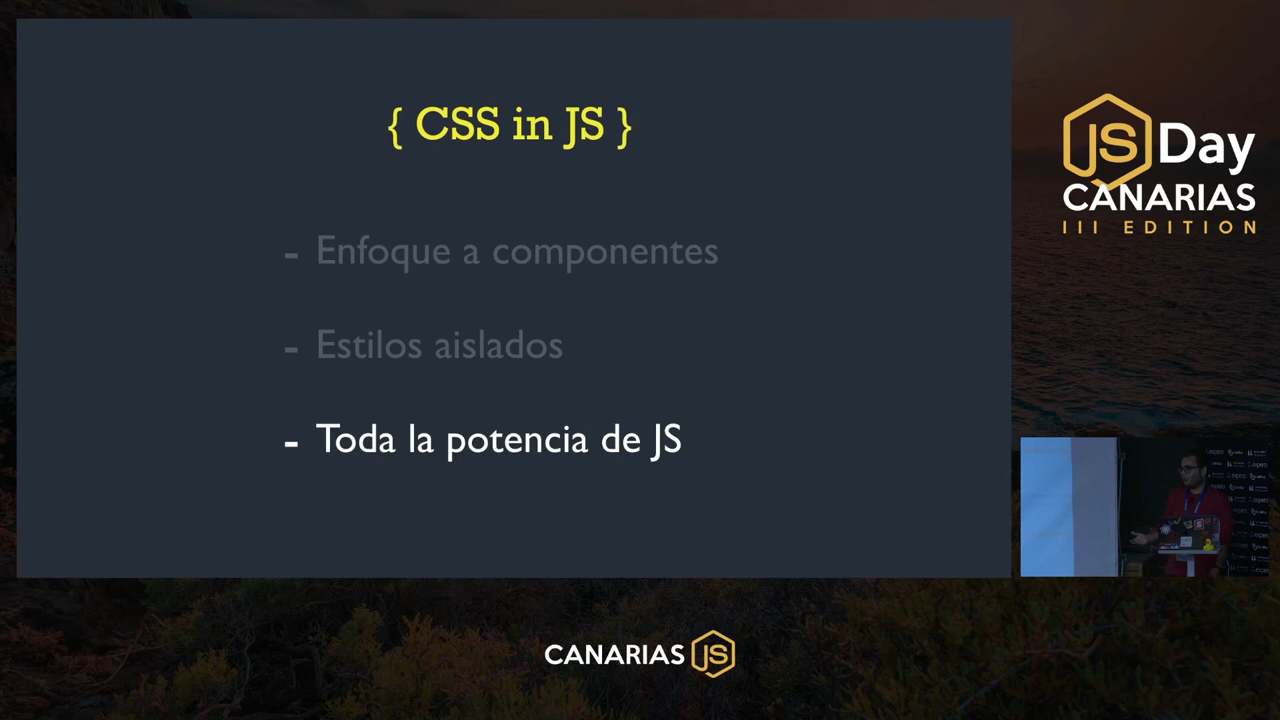 { CSS in JS }
- Enfoque a componentes
- Estilos aislados
- Toda la potencia de JS
JS Day
CANARIAS
III EDITION
CANARIAS JS